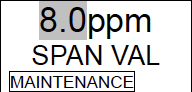 8.0ppm
SPAN VAL
MAINTENANCE